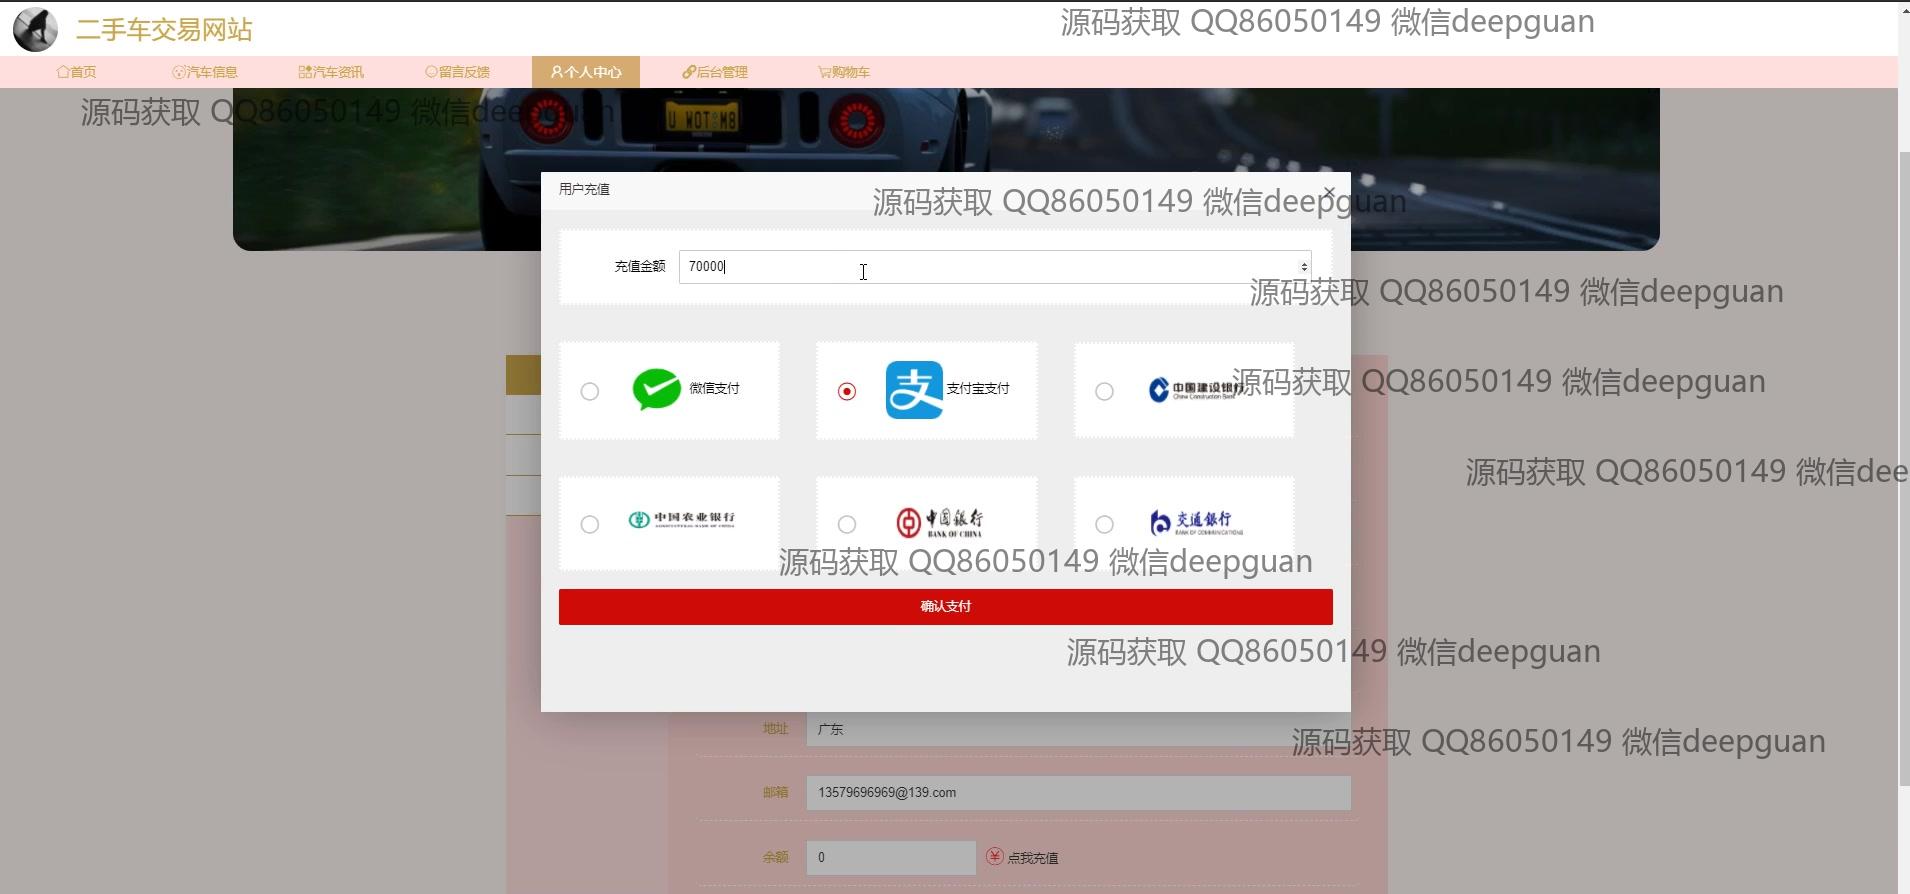 二手车交易网站
源码获取 QQ86050149 微信deepguan
首页 汽车信息 汽车资讯 留言反馈 个人中心 后台管理 购物车
源码获取 QQ86050149 微信deepguan
U WOT M8
用户充值
源码获取 QQ86050149 微信deepguan
充值金额 70000
源码获取 QQ86050149 微信deepguan
微信支付 支 支付宝支付 中国建设银行
China Construction Bank
源码获取 QQ86050149 微信deepguan
源码获取 QQ86050149 微信dee
中国农业银行 中国银行 交通银行
AGRICULTURAL BANK OF CHINA BANK OF CHINA BANK OF COMMUNICATIONS
源码获取 QQ86050149 微信deepguan
确认支付
源码获取 QQ86050149 微信deepguan
地址 广东
源码获取 QQ86050149 微信deepguan
邮箱 13579696969@139.com
余额 0 ¥ 点我充值